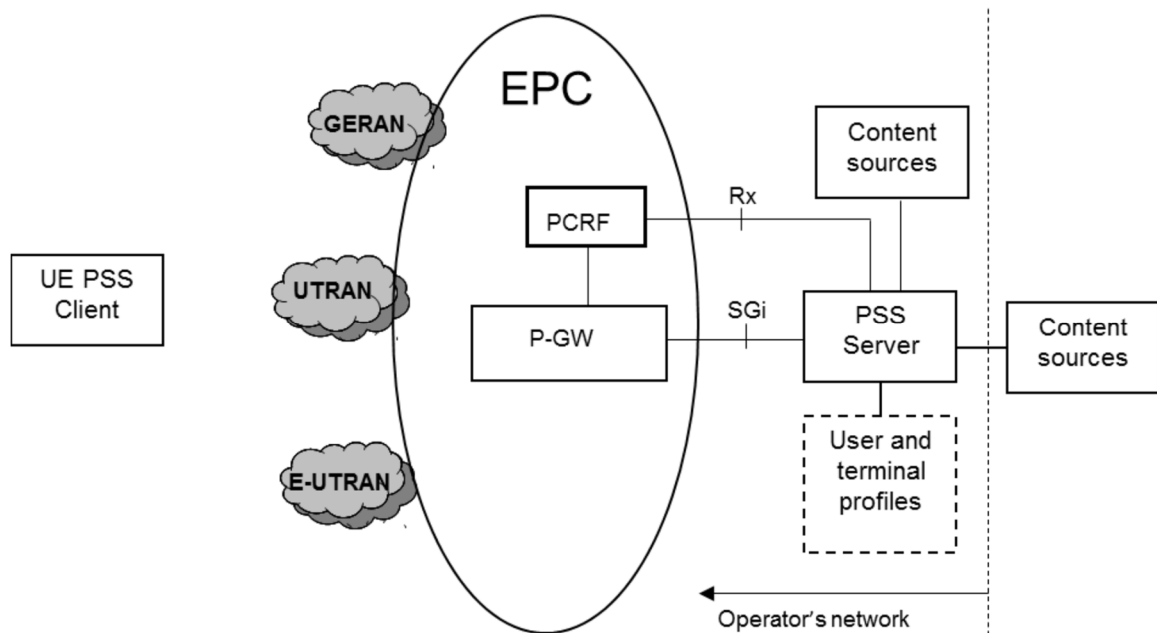 EPC
GERAN
Content
sources
Rx
PCRF
UE PSS
Client
UTRAN
SGi
P-GW
PSS
Server
Content
sources
User and
terminal
profiles
E-UTRAN
Operator's network